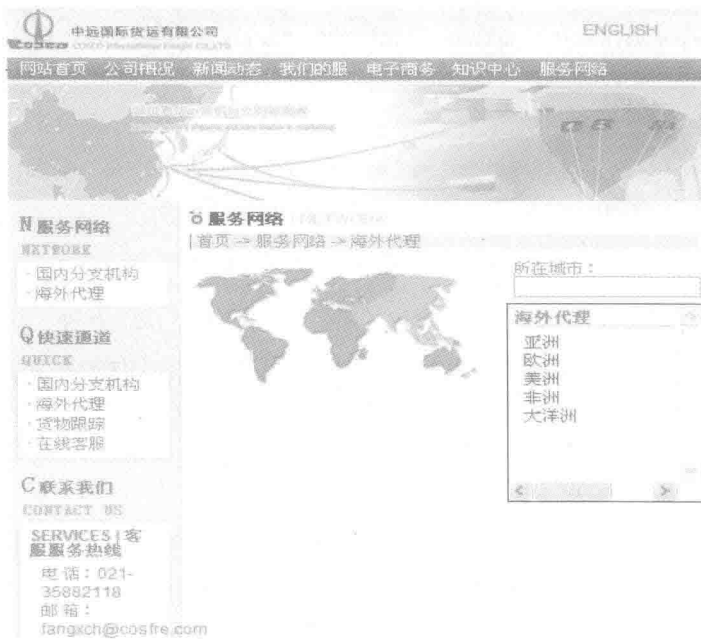 中远国际货运有限公司
ENGLISH
网站首页 公司概况 新闻动态 我们的服 电子商务 知识中心 服务网络
N 服务网络
NETWORK
·国内分支机构
·海外代理
Q 快速通道
QUICK
·国内分支机构
·海外代理
·货物跟踪
·在线客服
C 联系我们
CONTACT US
SERVICES | 客
服服务热线
电话：021-
35882118
邮箱：
fangxch@cosfre.com
服务网络
| 首页 -> 服务网络 -> 海外代理
所在城市：
海外代理
亚洲
欧洲
美洲
非洲
大洋洲